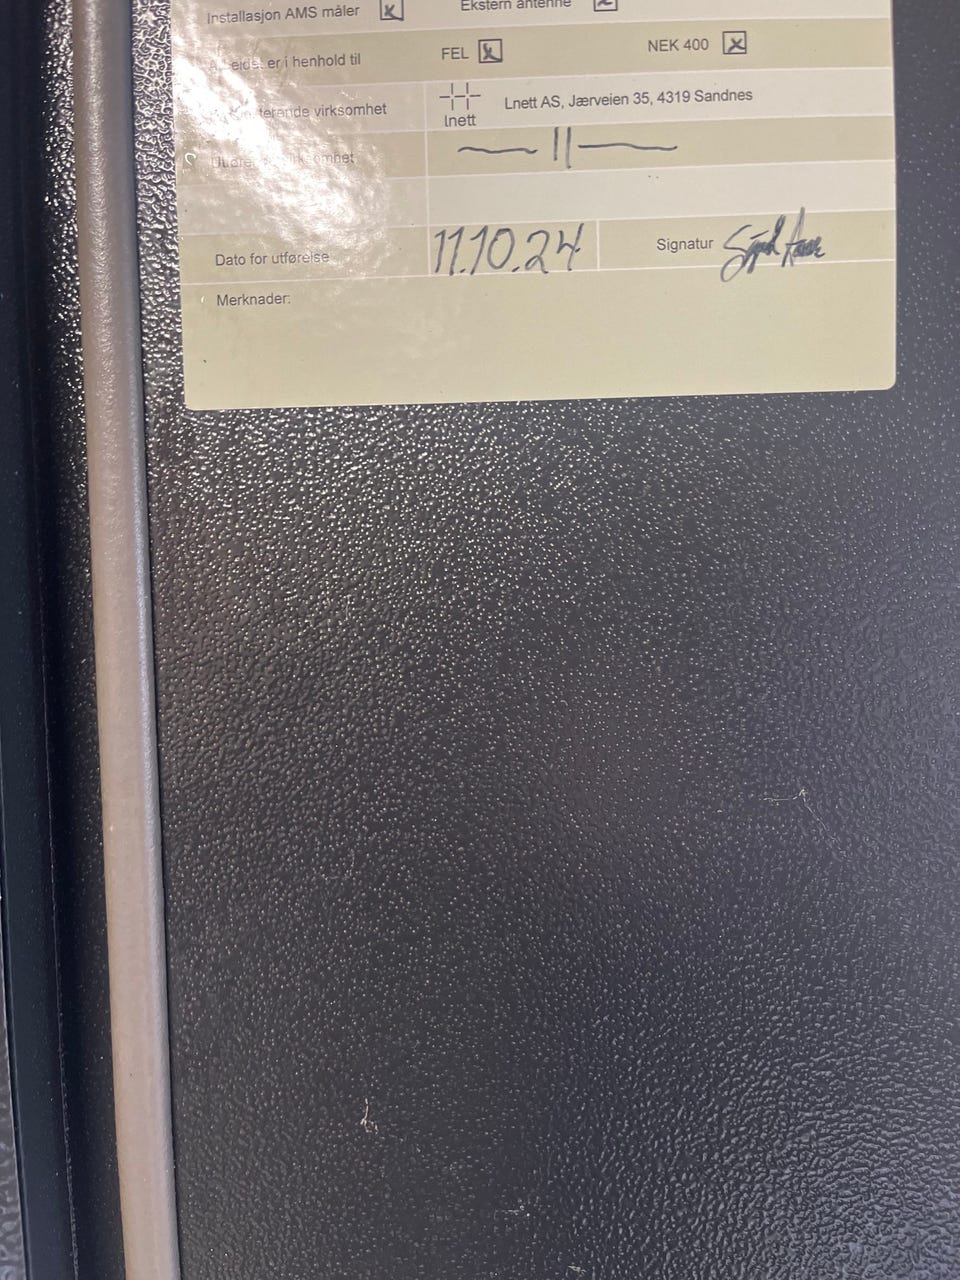 Installasjon AMS måler Ekstern antenne
Arbeidet er i henhold til FEL NEK 400
virksomhet Lnett AS, Jærveien 35, 4319 Sandnes
lnett
virksomhet — || —
Dato for utførelse 11.10.24 Signatur
Merknader: